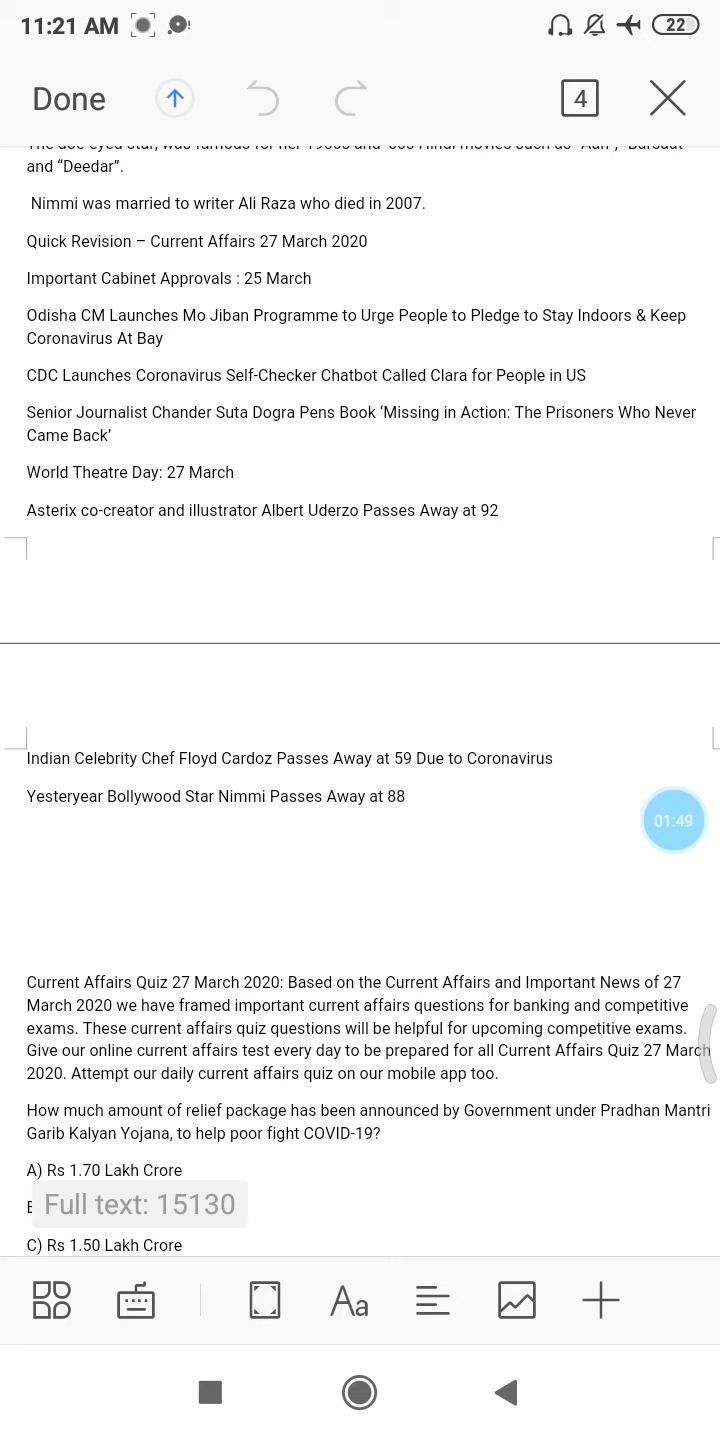 11:21 AM
22
Done
4
and “Deedar”.
Nimmi was married to writer Ali Raza who died in 2007.
Quick Revision – Current Affairs 27 March 2020
Important Cabinet Approvals : 25 March
Odisha CM Launches Mo Jiban Programme to Urge People to Pledge to Stay Indoors & Keep
Coronavirus At Bay
CDC Launches Coronavirus Self-Checker Chatbot Called Clara for People in US
Senior Journalist Chander Suta Dogra Pens Book ‘Missing in Action: The Prisoners Who Never
Came Back’
World Theatre Day: 27 March
Asterix co-creator and illustrator Albert Uderzo Passes Away at 92
Indian Celebrity Chef Floyd Cardoz Passes Away at 59 Due to Coronavirus
Yesteryear Bollywood Star Nimmi Passes Away at 88
01:49
Current Affairs Quiz 27 March 2020: Based on the Current Affairs and Important News of 27
March 2020 we have framed important current affairs questions for banking and competitive
exams. These current affairs quiz questions will be helpful for upcoming competitive exams.
Give our online current affairs test every day to be prepared for all Current Affairs Quiz 27 March
2020. Attempt our daily current affairs quiz on our mobile app too.
How much amount of relief package has been announced by Government under Pradhan Mantri
Garib Kalyan Yojana, to help poor fight COVID-19?
A) Rs 1.70 Lakh Crore
Full text: 15130
C) Rs 1.50 Lakh Crore
Aa